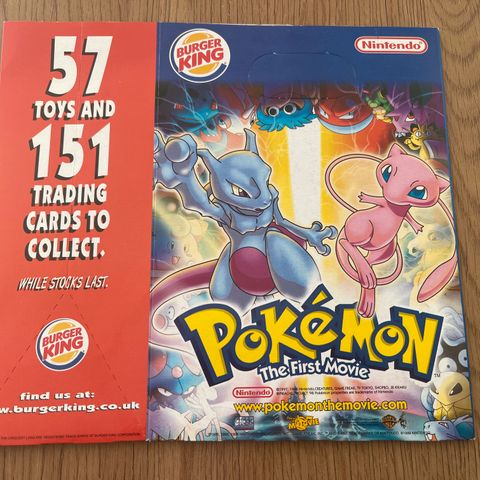 57
TOYS AND
151
TRADING
CARDS TO
COLLECT.
WHILE STOCKS LAST.
BURGER
KING
find us at:
w.burgerking.co.uk
BURGER
KING
Nintendo
POKéMON
The First Movie
TM
Nintendo
www.pokemonthemovie.com